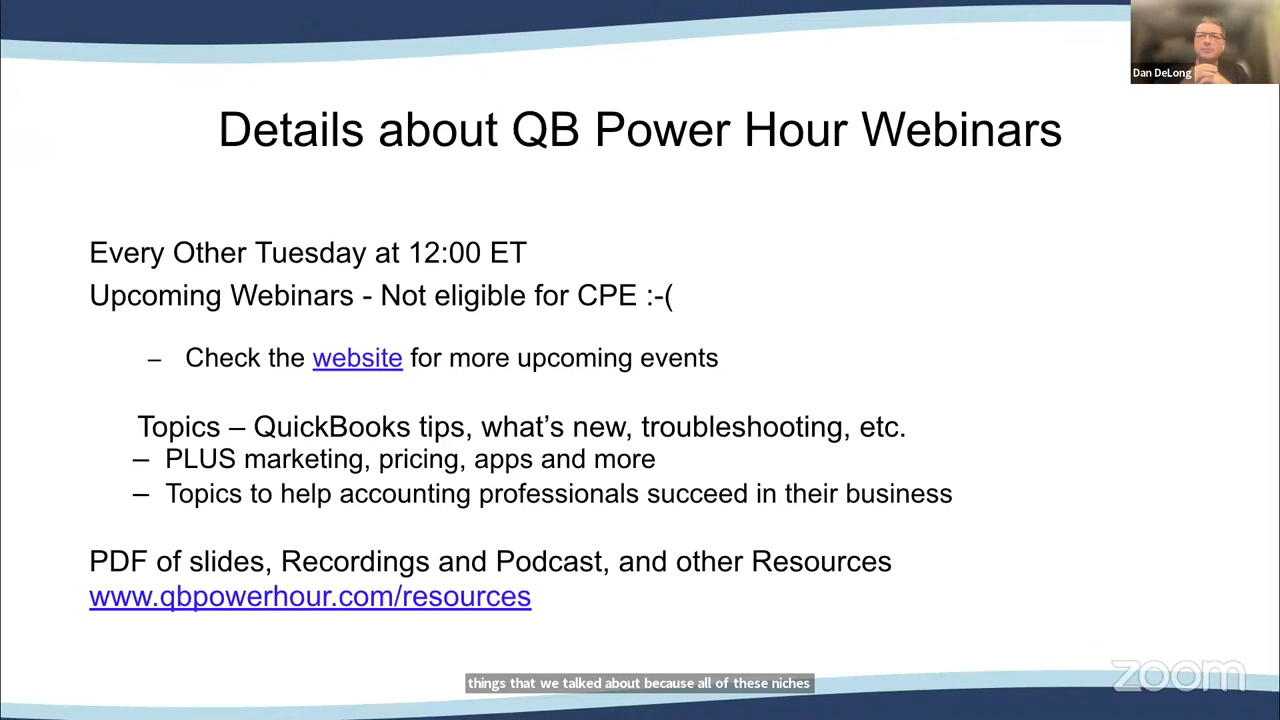 Dan DeLong
Details about QB Power Hour Webinars
Every Other Tuesday at 12:00 ET
Upcoming Webinars - Not eligible for CPE :-(
– Check the website for more upcoming events
Topics – QuickBooks tips, what’s new, troubleshooting, etc.
– PLUS marketing, pricing, apps and more
– Topics to help accounting professionals succeed in their business
PDF of slides, Recordings and Podcast, and other Resources
www.qbpowerhour.com/resources
things that we talked about because all of these niches
zoom